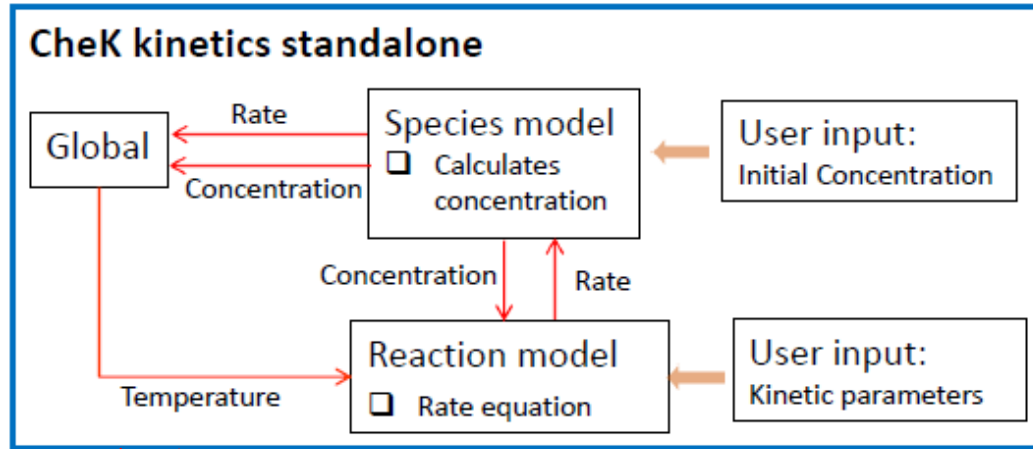 CheK kinetics standalone
Global
Rate
Concentration
Species model
❑ Calculates
concentration
User input:
Initial Concentration
Concentration
Rate
Temperature
Reaction model
❑ Rate equation
User input:
Kinetic parameters